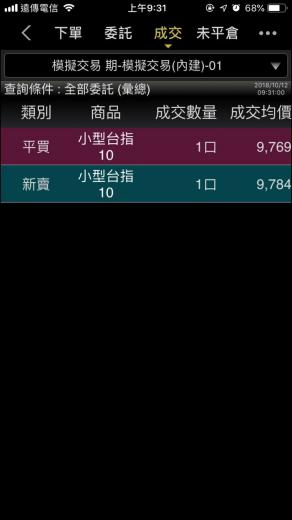 遠傳電信 上午9:31 68%
下單 委託 成交 未平倉
模擬交易 期-模擬交易(內建)-01
查詢條件 : 全部委託 (彙總) 2018/10/12
09:31:00
類別 商品 成交數量 成交均價
平買 小型台指 1口 9,769
10
新賣 小型台指 1口 9,784
10